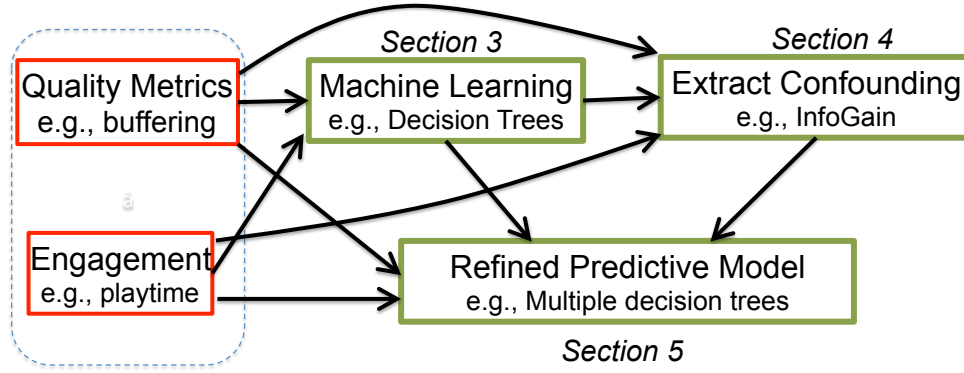 Section 3
Section 4
Quality Metrics
e.g., buffering
Machine Learning
e.g., Decision Trees
Extract Confounding
e.g., InfoGain
a
Engagement
e.g., playtime
Refined Predictive Model
e.g., Multiple decision trees
Section 5